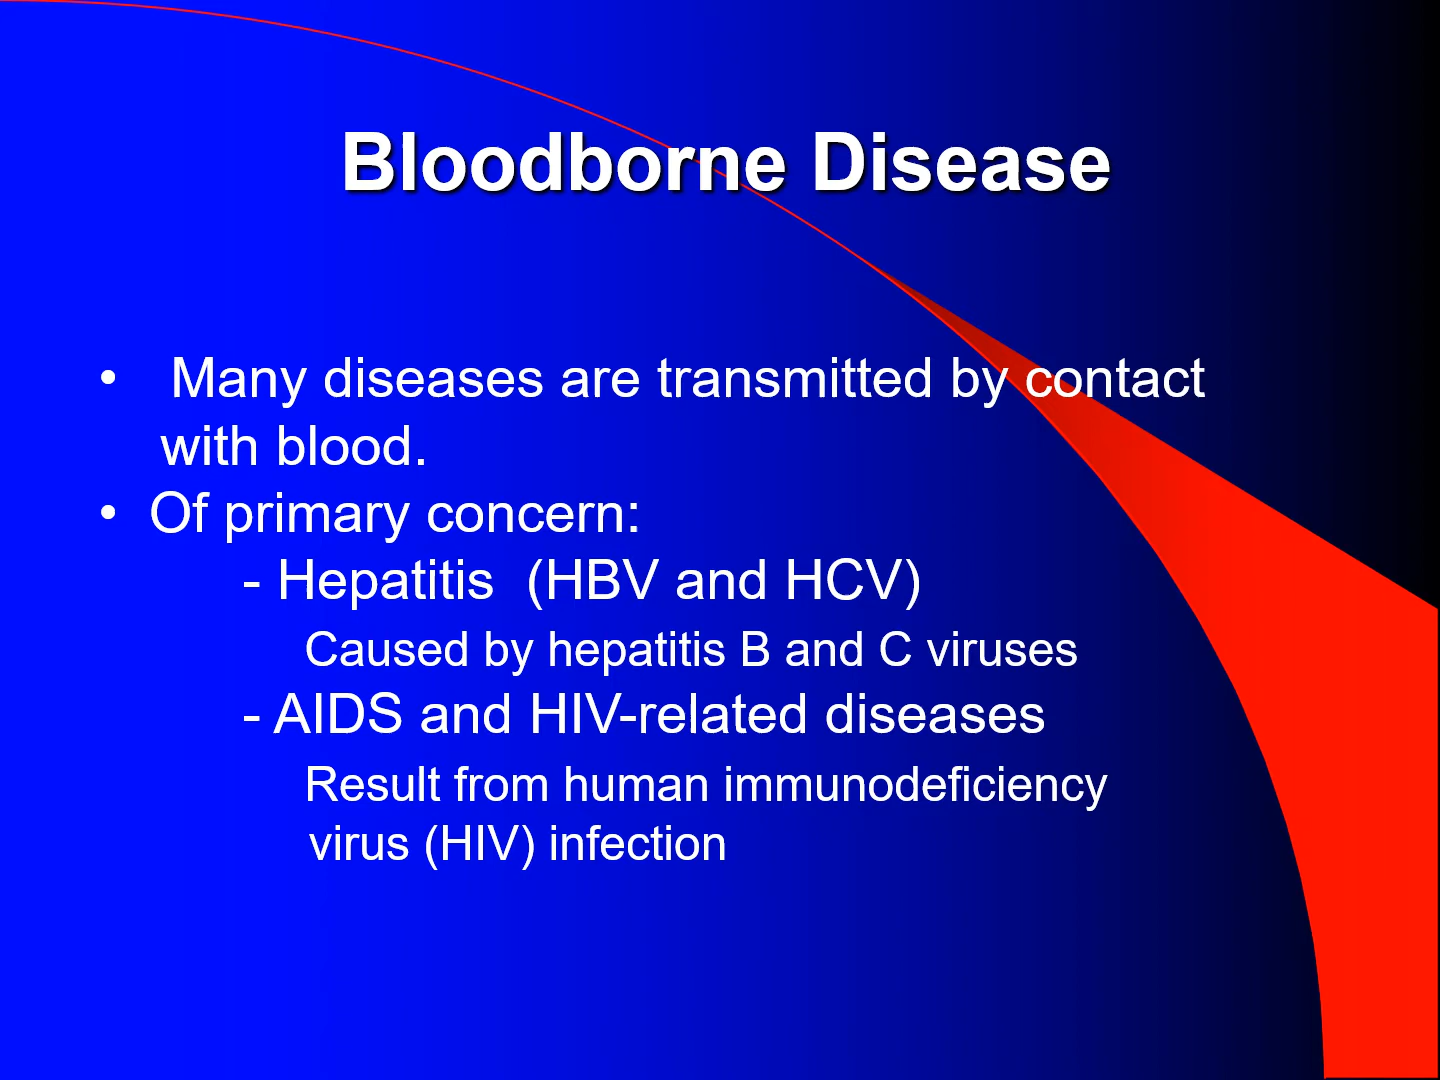 Bloodborne Disease
• Many diseases are transmitted by contact
with blood.
• Of primary concern:
- Hepatitis (HBV and HCV)
Caused by hepatitis B and C viruses
- AIDS and HIV-related diseases
Result from human immunodeficiency
virus (HIV) infection